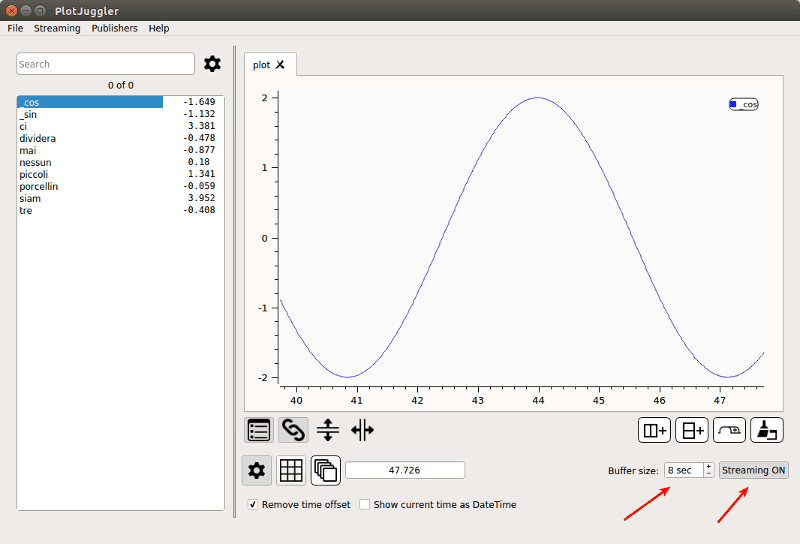 PlotJuggler
File Streaming Publishers Help
Search
0 of 0
_cos -1.649
_sin -1.132
ci 3.381
dividera -0.478
mai -0.877
nessun 0.18
piccoli 1.341
porcellin -0.059
siam 3.952
tre -0.408
plot
_cos
2
1
0
-1
-2
40 41 42 43 44 45 46 47
47.726
Buffer size: 8 sec Streaming ON
Remove time offset Show current time as DateTime